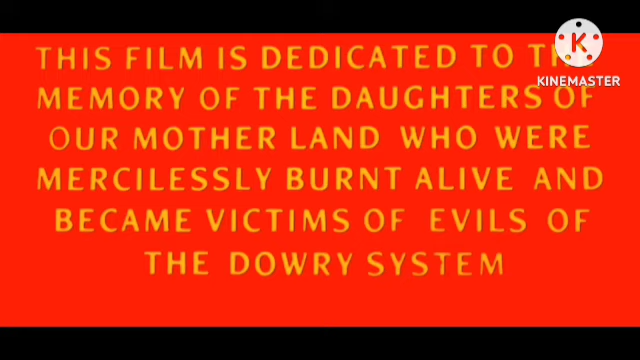 THIS FILM IS DEDICATED TO THE
MEMORY OF THE DAUGHTERS OF
OUR MOTHER LAND WHO WERE
MERCILESSLY BURNT ALIVE AND
BECAME VICTIMS OF EVILS OF
THE DOWRY SYSTEM
K
KINEMASTER